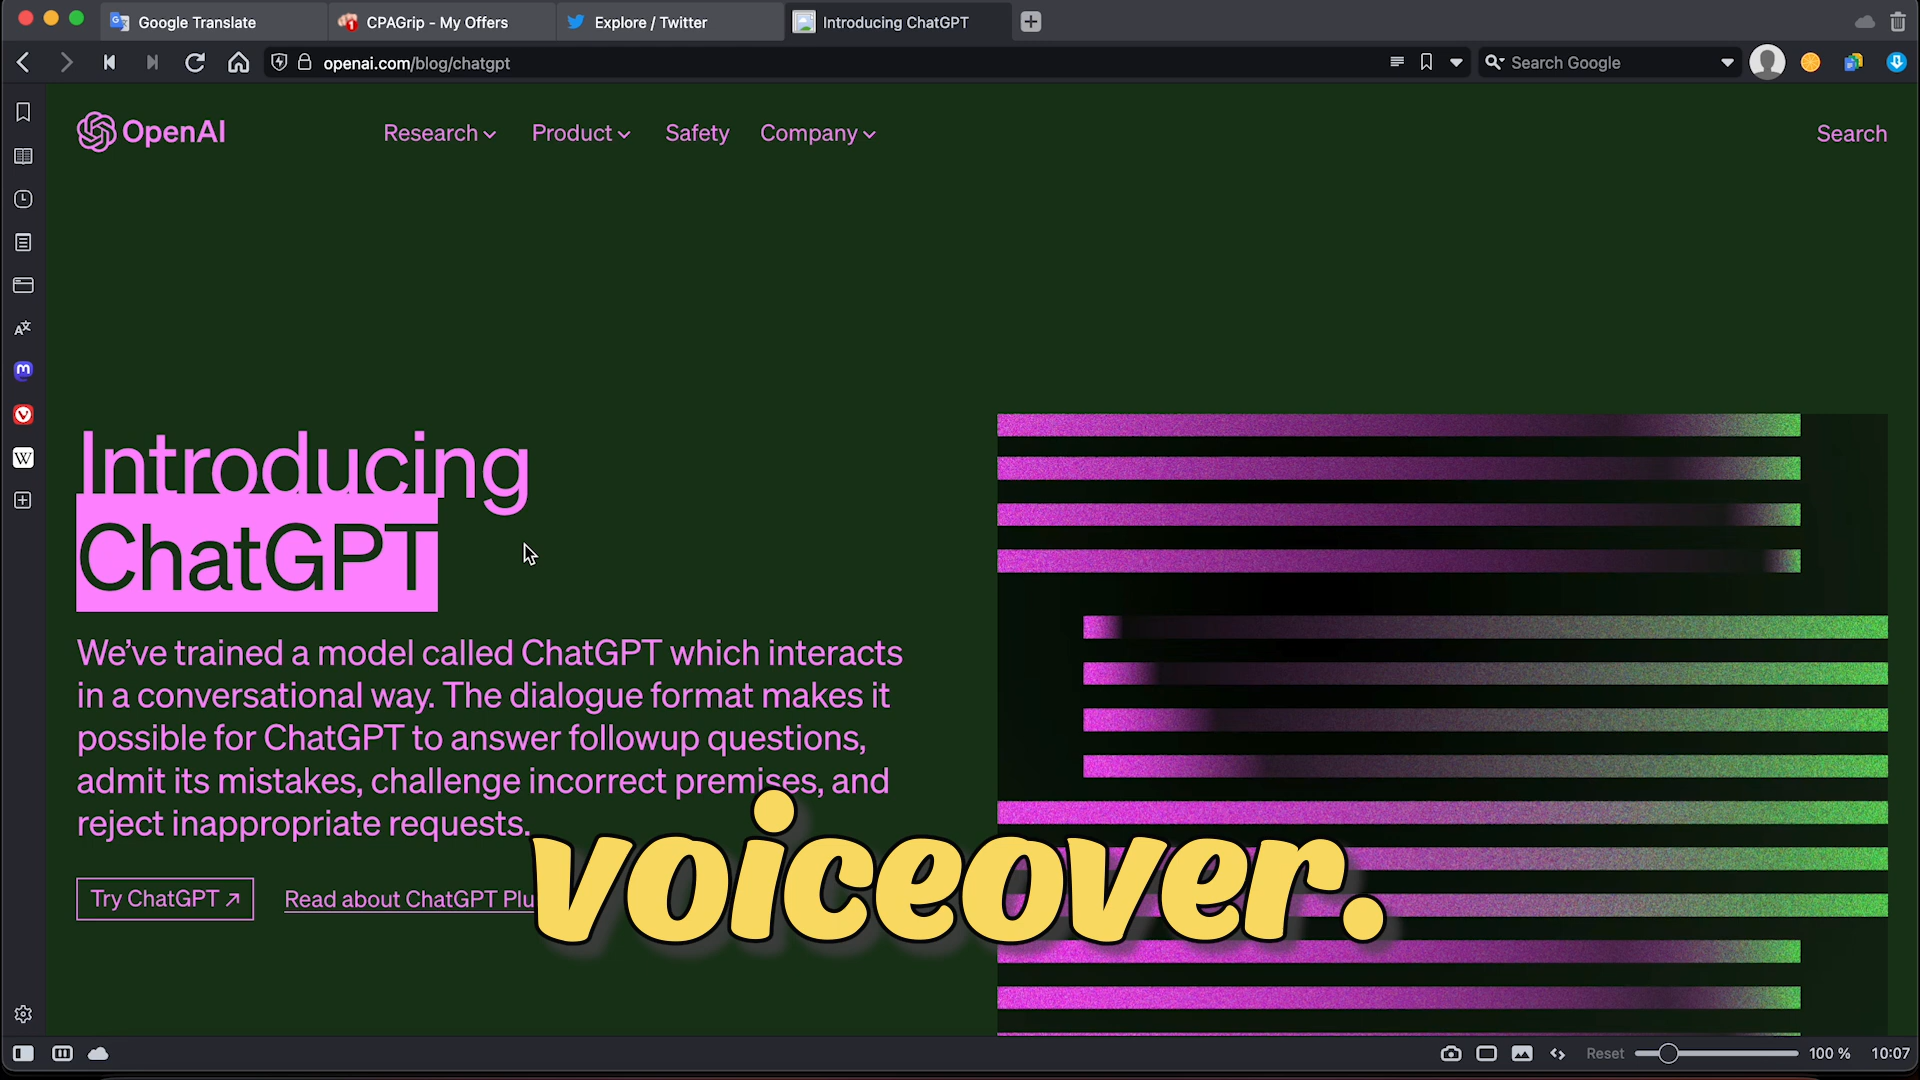 Google Translate
CPAGrip - My Offers
Explore / Twitter
Introducing ChatGPT
openai.com/blog/chatgpt
Search Google
OpenAI
Research
Product
Safety
Company
Search
Introducing
ChatGPT
We’ve trained a model called ChatGPT which interacts
in a conversational way. The dialogue format makes it
possible for ChatGPT to answer followup questions,
admit its mistakes, challenge incorrect premises, and
reject inappropriate requests.
Try ChatGPT ↗
Read about ChatGPT Plu
voiceover.
Reset
100 %
10:07